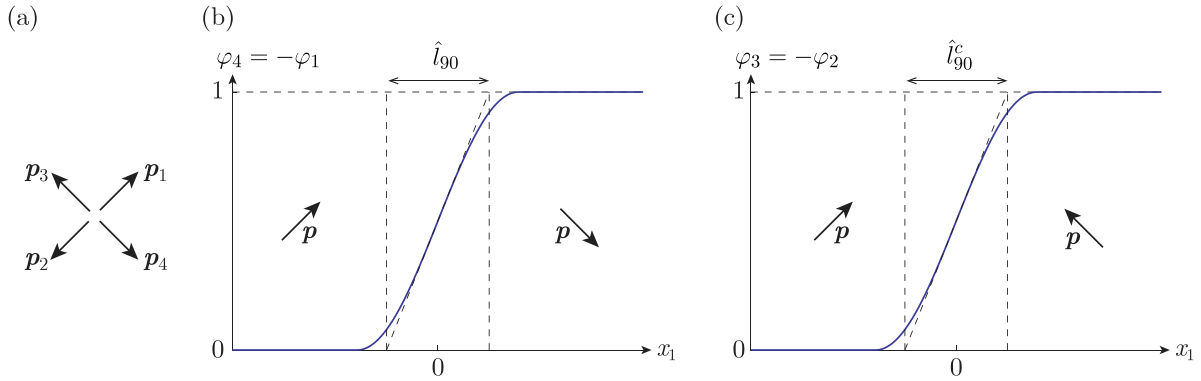 (a)
p₃ p₁
p₂ p₄
(b)
φ₄ = −φ₁
l̂₉₀
1
p p
0
0
x₁
(c)
φ₃ = −φ₂
l̂ᶜ₉₀
1
p p
0
0
x₁